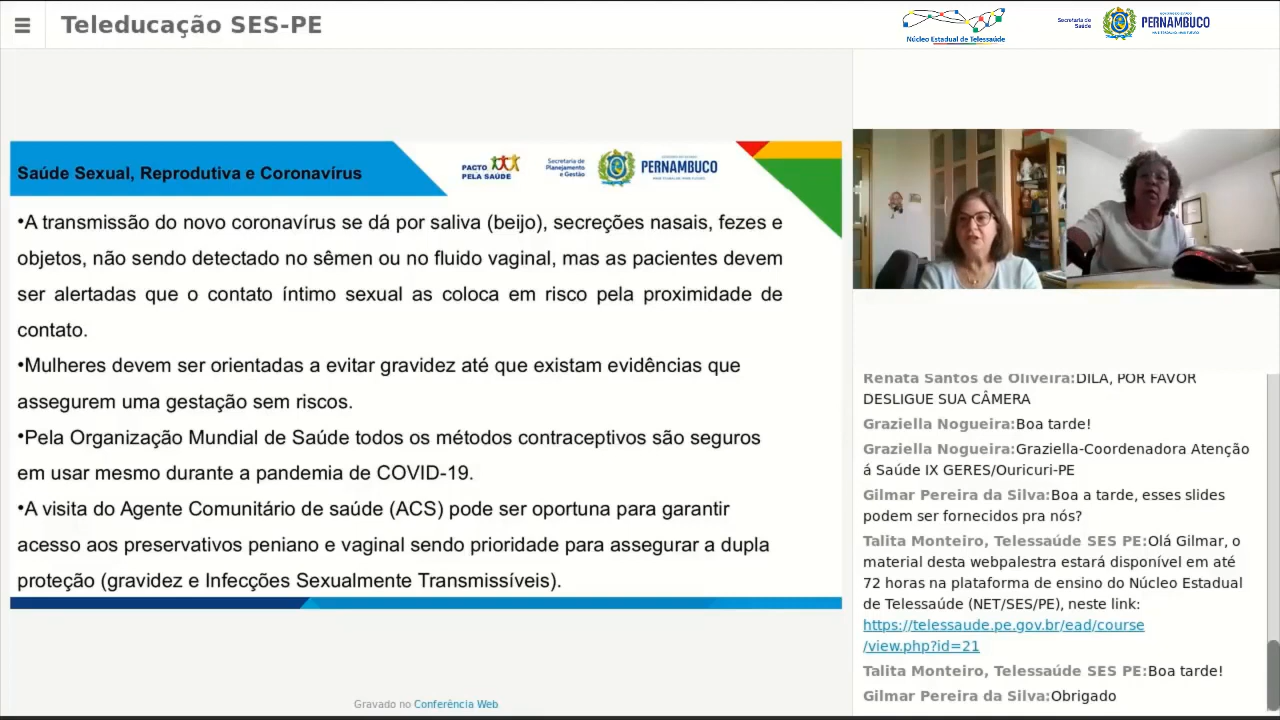 Teleducação SES-PE
Núcleo Estadual de Telessaúde
Secretaria de
Saúde
PERNAMBUCO
Saúde Sexual, Reprodutiva e Coronavírus
PACTO
PELA SAÚDE
Secretaria de
Planejamento
e Gestão
PERNAMBUCO
•A transmissão do novo coronavírus se dá por saliva (beijo), secreções nasais, fezes e
objetos, não sendo detectado no sêmen ou no fluido vaginal, mas as pacientes devem
ser alertadas que o contato íntimo sexual as coloca em risco pela proximidade de
contato.
•Mulheres devem ser orientadas a evitar gravidez até que existam evidências que
assegurem uma gestação sem riscos.
•Pela Organização Mundial de Saúde todos os métodos contraceptivos são seguros
em usar mesmo durante a pandemia de COVID-19.
•A visita do Agente Comunitário de saúde (ACS) pode ser oportuna para garantir
acesso aos preservativos peniano e vaginal sendo prioridade para assegurar a dupla
proteção (gravidez e Infecções Sexualmente Transmissíveis).
Gravado no Conferência Web
Renata Santos de Oliveira:DILA, POR FAVOR
DESLIGUE SUA CÂMERA
Graziella Nogueira:Boa tarde!
Graziella Nogueira:Graziella-Coordenadora Atenção
á Saúde IX GERES/Ouricuri-PE
Gilmar Pereira da Silva:Boa a tarde, esses slides
podem ser fornecidos pra nós?
Talita Monteiro, Telessaúde SES PE:Olá Gilmar, o
material desta webpalestra estará disponível em até
72 horas na plataforma de ensino do Núcleo Estadual
de Telessaúde (NET/SES/PE), neste link:
https://telessaude.pe.gov.br/ead/course
/view.php?id=21
Talita Monteiro, Telessaúde SES PE:Boa tarde!
Gilmar Pereira da Silva:Obrigado